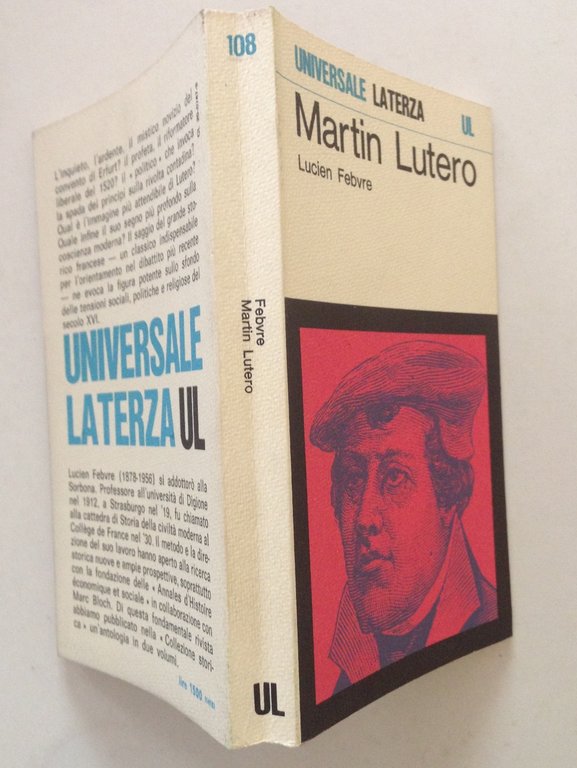 UNIVERSALE LATERZA UL
Martin Lutero
Lucien Febvre
108
Febvre
Martin Lutero
UL
L'inquieto, l'ardente, il mistico novizio del
convento di Erfurt? il profeta, il riformatore
liberale del 1520? il « politico » che invoca
la spada dei principi sulla rivolta contadina?
Qual è l'immagine più attendibile di Lutero?
Quale infine il suo segno più profondo sulla
coscienza moderna? Il saggio del grande sto-
rico francese — un classico indispensabile
per l'orientamento nel dibattito più recente
— ne evoca la figura potente sullo sfondo
delle tensioni sociali, politiche e religiose del
secolo XVI.
UNIVERSALE
LATERZA UL
Lucien Febvre (1878-1956) si addottorò alla
Sorbona. Professore all'università di Digione
nel 1912, a Strasburgo nel '19, fu chiamato
alla cattedra di Storia della civiltà moderna al
Collège de France nel '30. Il metodo e la dire-
zione del suo lavoro hanno aperto alla ricerca
storica nuove e ampie prospettive, soprattutto
con la fondazione delle « Annales d'Histoire
économique et sociale » in collaborazione con
Marc Bloch. Di questa fondamentale rivista
abbiamo pubblicato nella « Collezione stori-
ca » un'antologia in due volumi.
lire 1500